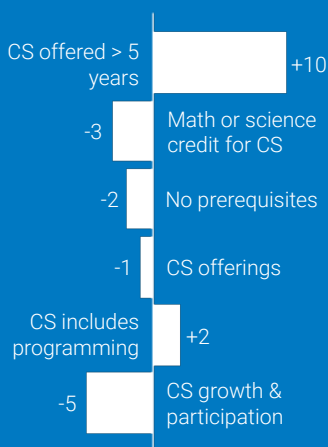 CS offered > 5
years
+10
-3
Math or science
credit for CS
-2
No prerequisites
-1
CS offerings
CS includes
programming
+2
-5
CS growth &
participation